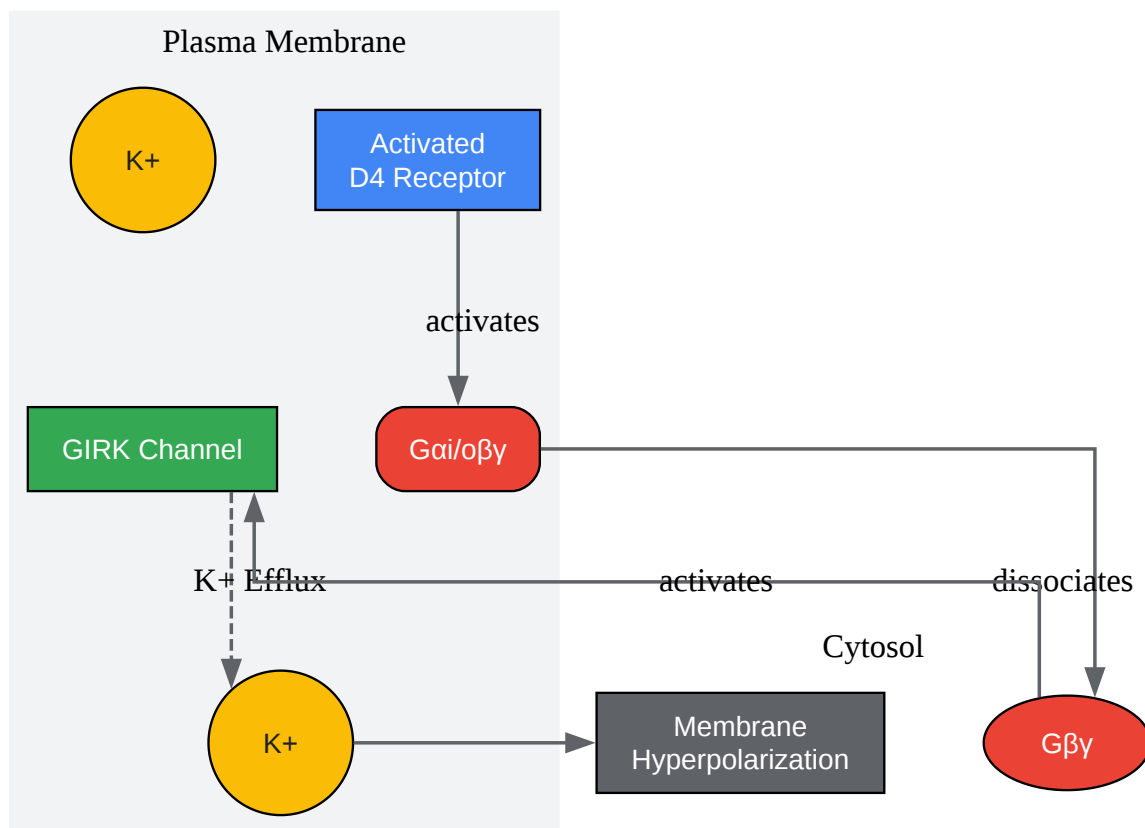 Plasma Membrane
K+
Activated
D4 Receptor
activates
GIRK Channel
Gαi/oβγ
K+ Efflux
activates
dissociates
Cytosol
K+
Membrane
Hyperpolarization
Gβγ